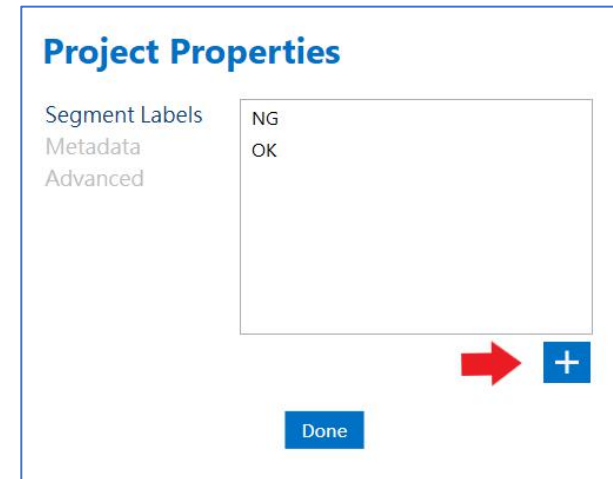 Project Properties
Segment Labels
Metadata
Advanced
NG
OK
+
Done